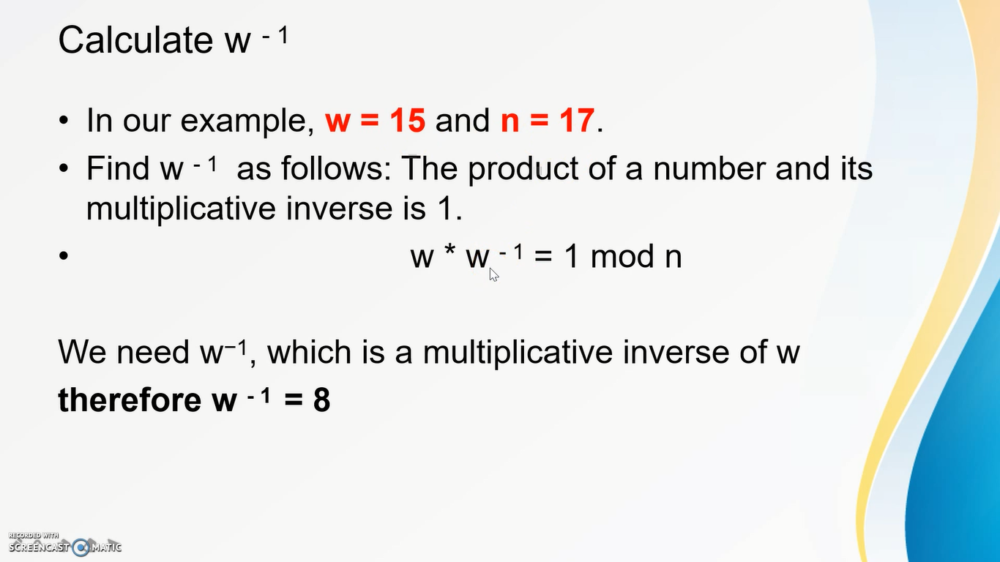 Calculate w - 1
• In our example, w = 15 and n = 17.
• Find w - 1 as follows: The product of a number and its
multiplicative inverse is 1.
• w * w - 1 = 1 mod n
We need w−1, which is a multiplicative inverse of w
therefore w - 1 = 8
RECORDED WITH
SCREENCAST MATIC